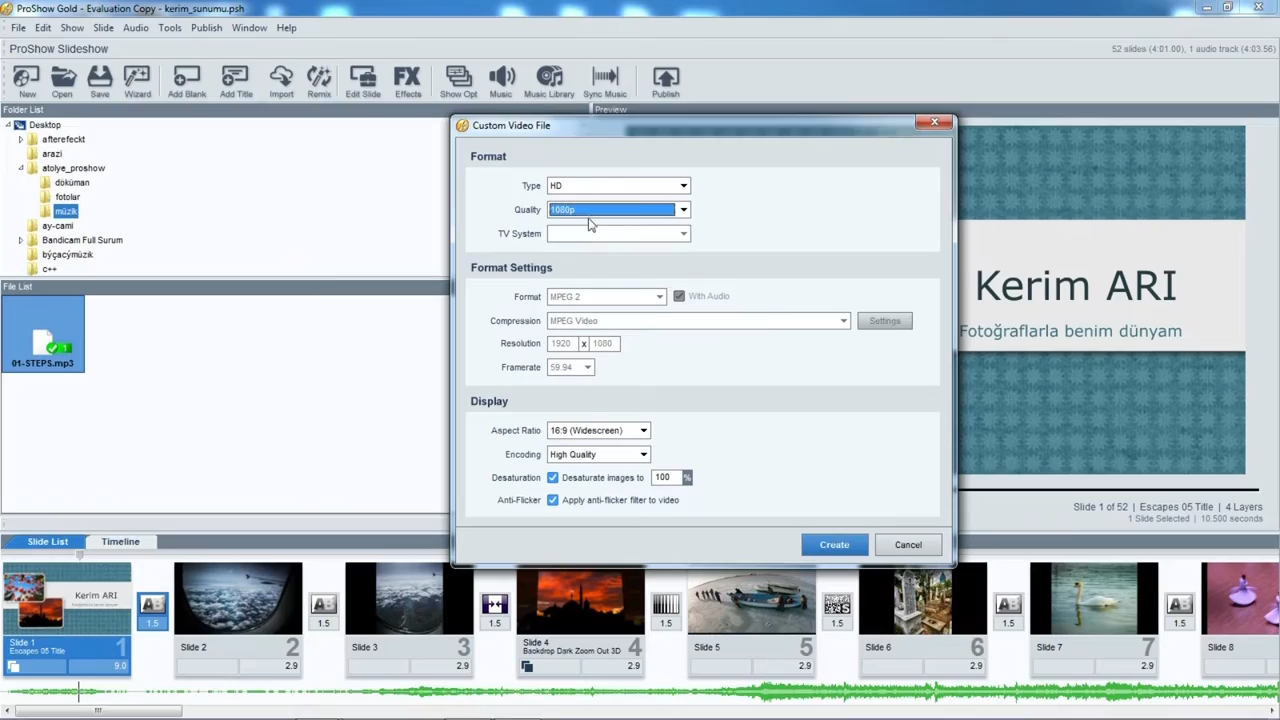 ProShow Gold - Evaluation Copy - kerim_sunumu.psh
File Edit Show Slide Audio Tools Publish Window Help
ProShow Slideshow
52 slides (4:01.00), 1 audio track (4:03.56)
New Open Save Wizard Add Blank Add Title Import Remix Edit Slide Effects Show Opt Music Music Library Sync Music Publish
Folder List
Preview
Desktop
afterefeckt
arazi
atolye_proshow
döküman
fotolar
müzik
ay-cami
Bandicam Full Surum
býçacýmüzik
c++
File List
1
01-STEPS.mp3
Custom Video File
Format
Type HD
Quality 1080p
TV System
Format Settings
Format MPEG 2 With Audio
Compression MPEG Video Settings
Resolution 1920 x 1080
Framerate 59.94
Display
Aspect Ratio 16:9 (Widescreen)
Encoding High Quality
Desaturation Desaturate images to 100 %
Anti-Flicker Apply anti-flicker filter to video
Create Cancel
Kerim ARI
Fotoğraflarla benim dünyam
Slide 1 of 52 | Escapes 05 Title | 4 Layers
1 Slide Selected | 10.500 seconds
Slide List Timeline
Kerim ARI
AB AB AB AB
1.5 1.5 1.5 1.5 1.5 1.5 1.5
Slide 1
Escapes 05 Title
1
9.0
Slide 2
2
2.9
Slide 3
3
2.9
Slide 4
Backdrop Dark Zoom Out 3D
4
2.9
Slide 5
5
2.9
Slide 6
6
2.9
Slide 7
7
2.9
Slide 8